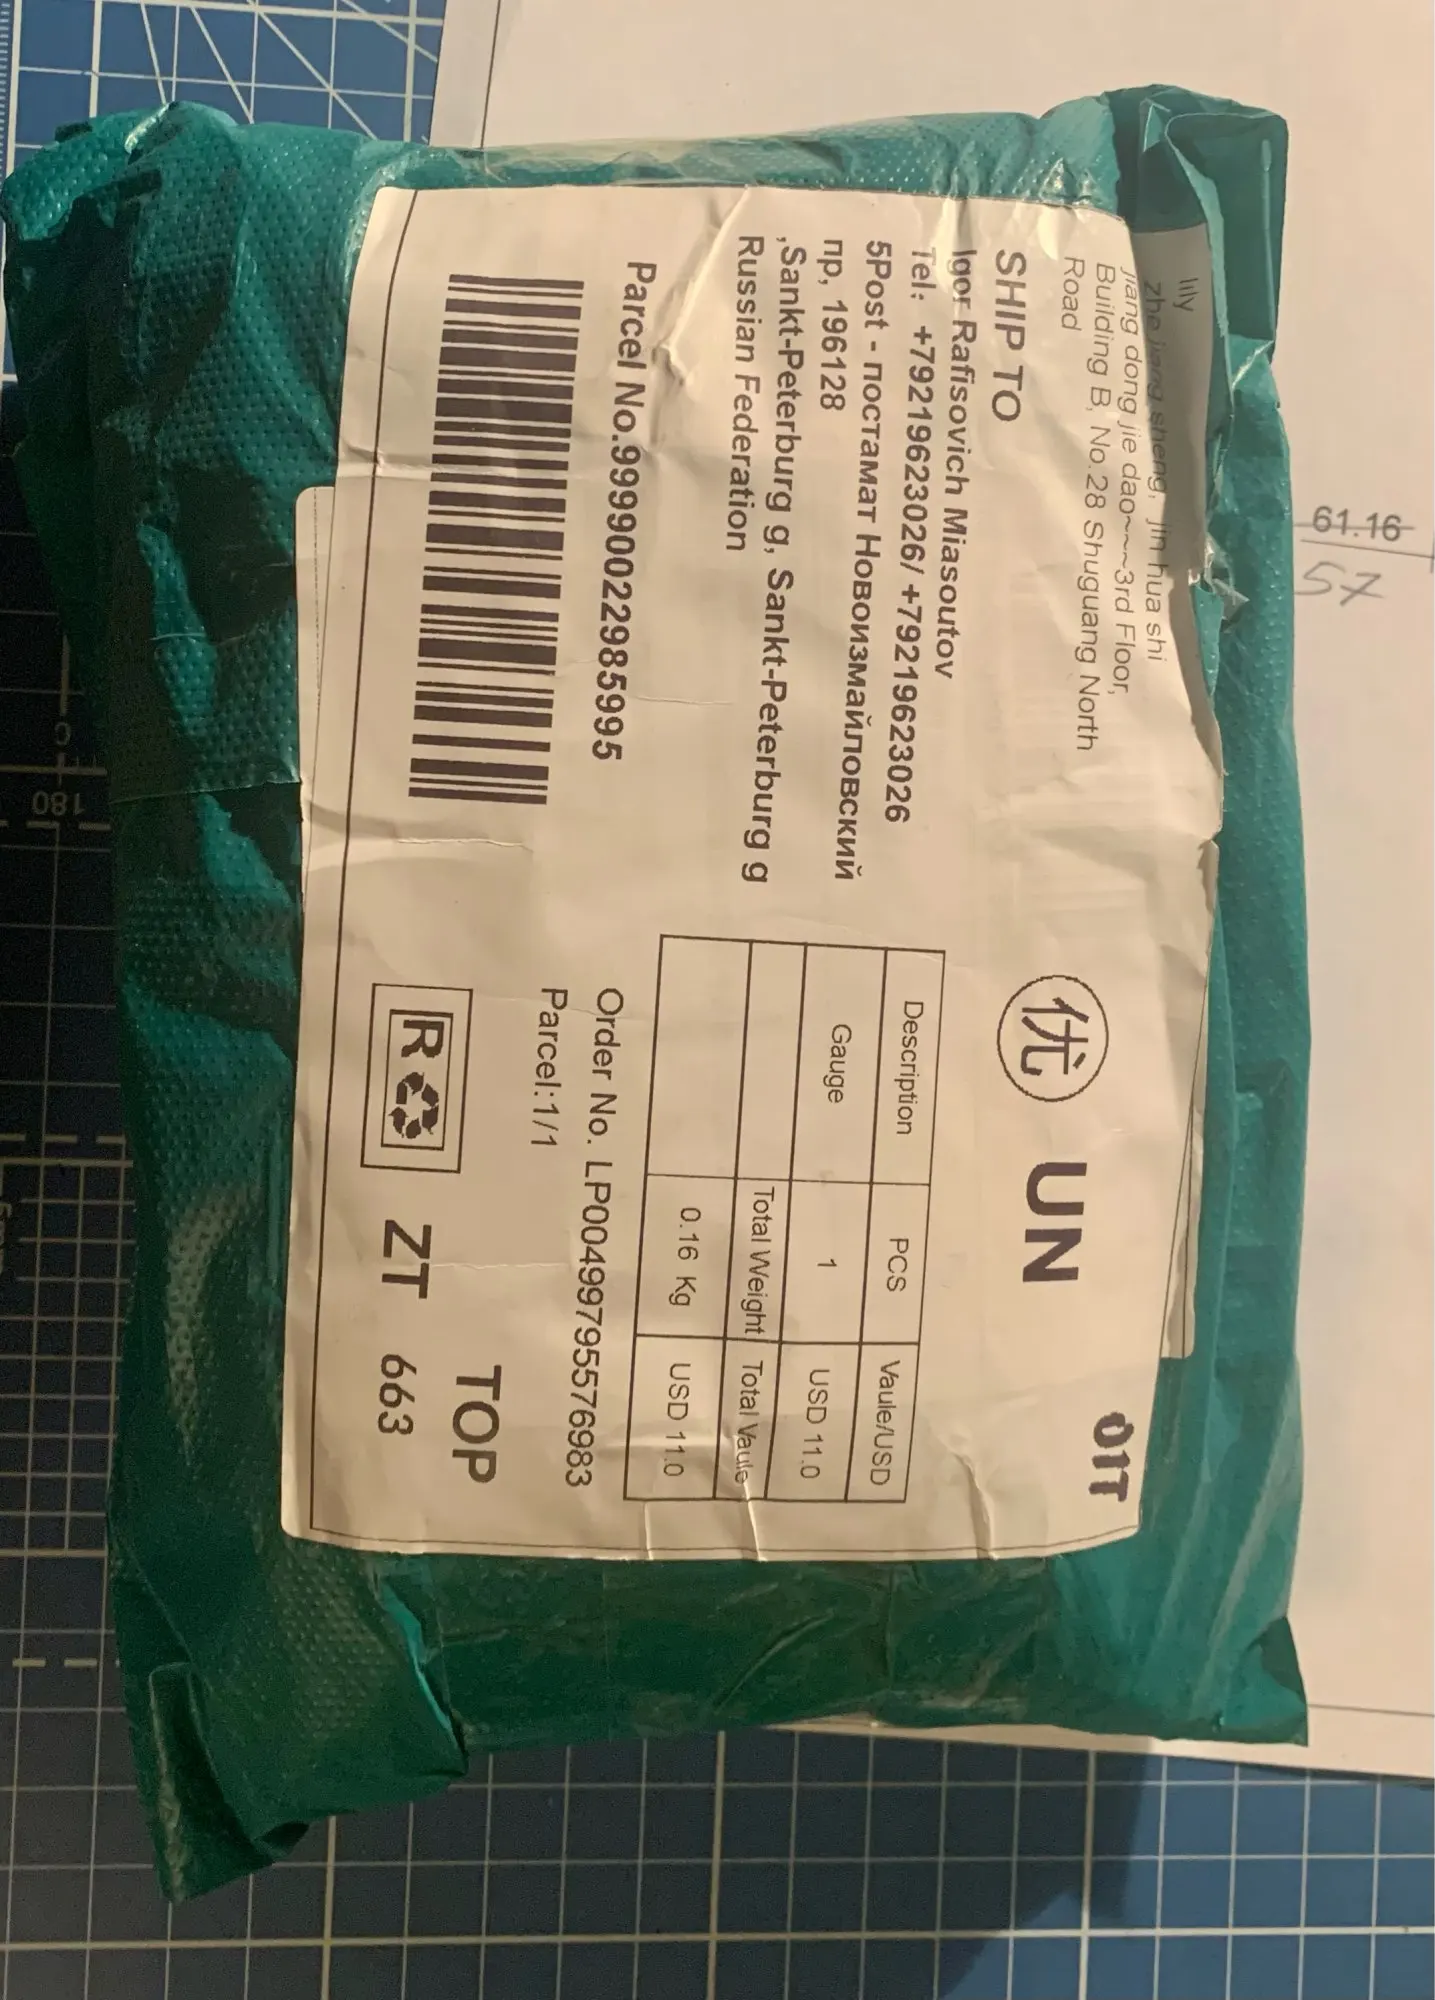 lily
zhe jiang sheng, jin hua shi
jiang dong jie dao~~~3rd Floor,
Building B, No.28 Shuguang North
Road
01T
优 UN
SHIP TO
Igor Rafisovich Miasoutov
Tel: +79219623026/ +79219623026
5Post - постамат Новоизмайловский
пр, 196128
,Sankt-Peterburg g, Sankt-Peterburg g
Russian Federation
Description PCS Vaule/USD
Gauge 1 USD 11.0
Total Weight Total Vaule
0.16 Kg USD 11.0
Parcel No.99990022985995
Order No. LP00499795576983
Parcel:1/1
TOP
R ZT 663
61.16
57
180